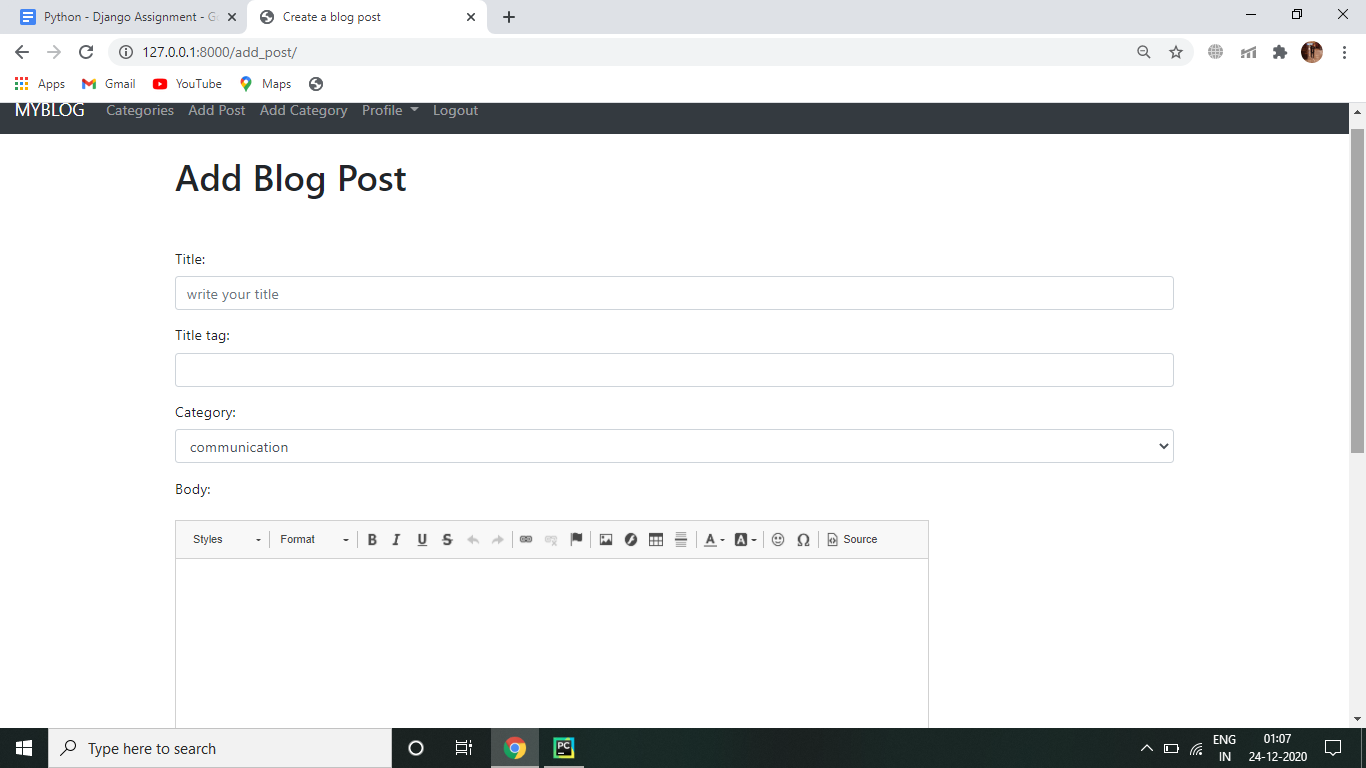 Python - Django Assignment - G
Create a blog post
127.0.0.1:8000/add_post/
Apps
Gmail
YouTube
Maps
MYBLOG
Categories
Add Post
Add Category
Profile
Logout
Add Blog Post
Title:
write your title
Title tag:
Category:
communication
Body:
Styles
Format
B
I
U
S
A
A
Ω
Source
Type here to search
PC
ENG
IN
01:07
24-12-2020